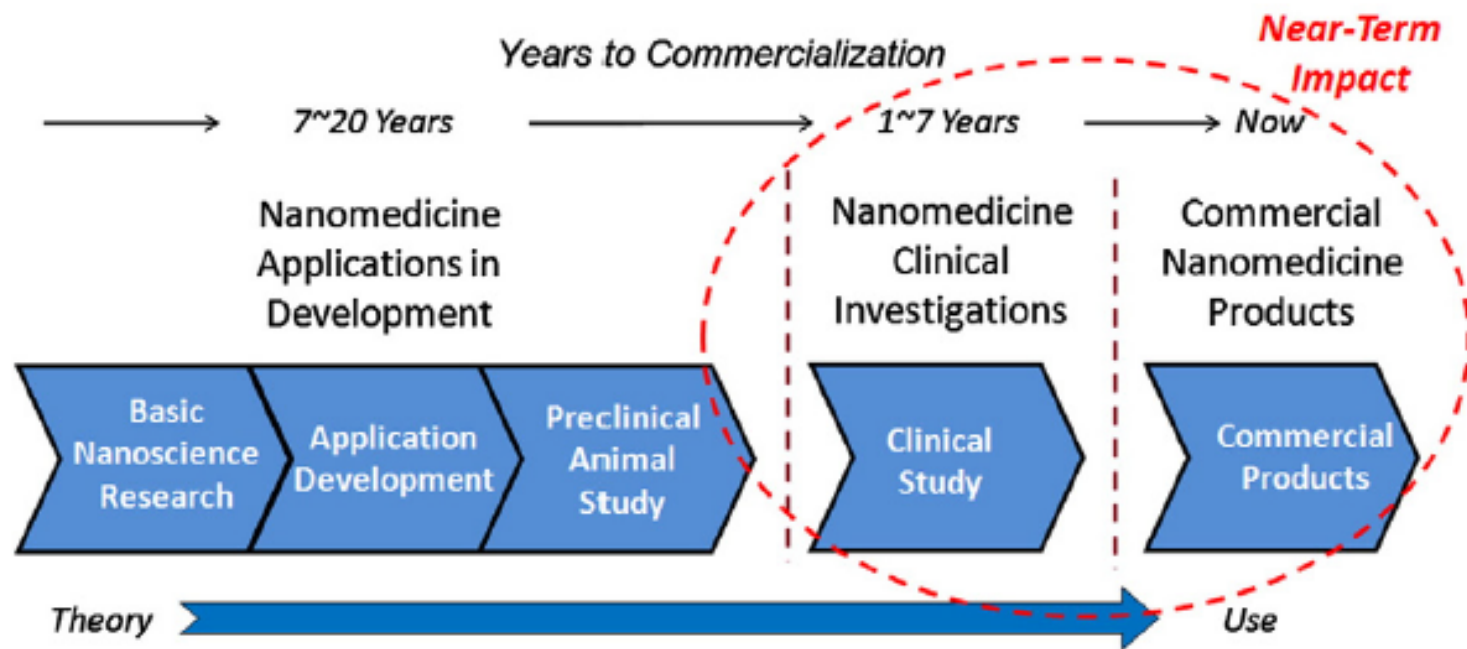 Near-Term
Impact
Years to Commercialization
7~20 Years
1~7 Years
Now
Nanomedicine
Applications in
Development
Nanomedicine
Clinical
Investigations
Commercial
Nanomedicine
Products
Basic
Nanoscience
Research
Application
Development
Preclinical
Animal
Study
Clinical
Study
Commercial
Products
Theory
Use